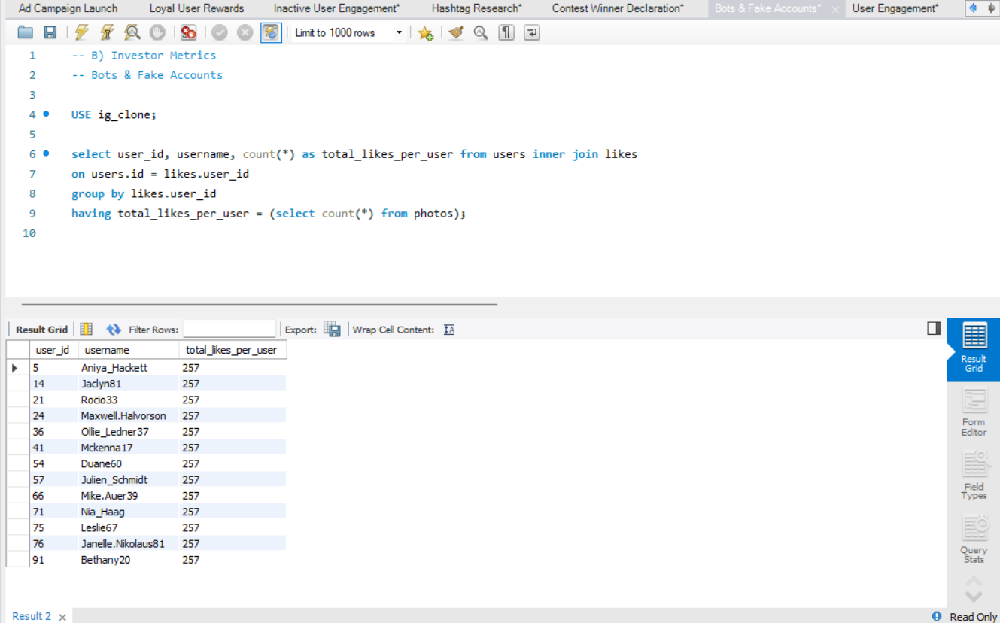 Ad Campaign Launch Loyal User Rewards Inactive User Engagement* Hashtag Research* Contest Winner Declaration* Bots & Fake Accounts* × User Engagement*
Limit to 1000 rows
1 -- B) Investor Metrics
2 -- Bots & Fake Accounts
3
4 USE ig_clone;
5
6 select user_id, username, count(*) as total_likes_per_user from users inner join likes
7 on users.id = likes.user_id
8 group by likes.user_id
9 having total_likes_per_user = (select count(*) from photos);
10
Result Grid Filter Rows: Export: Wrap Cell Content: IA
user_id username total_likes_per_user
5 Aniya_Hackett 257
14 Jaclyn81 257
21 Rocio33 257
24 Maxwell.Halvorson 257
36 Ollie_Ledner37 257
41 Mckenna17 257
54 Duane60 257
57 Julien_Schmidt 257
66 Mike.Auer39 257
71 Nia_Haag 257
75 Leslie67 257
76 Janelle.Nikolaus81 257
91 Bethany20 257
Result
Grid
Form
Editor
Field
Types
Query
Stats
Result 2 × Read Only